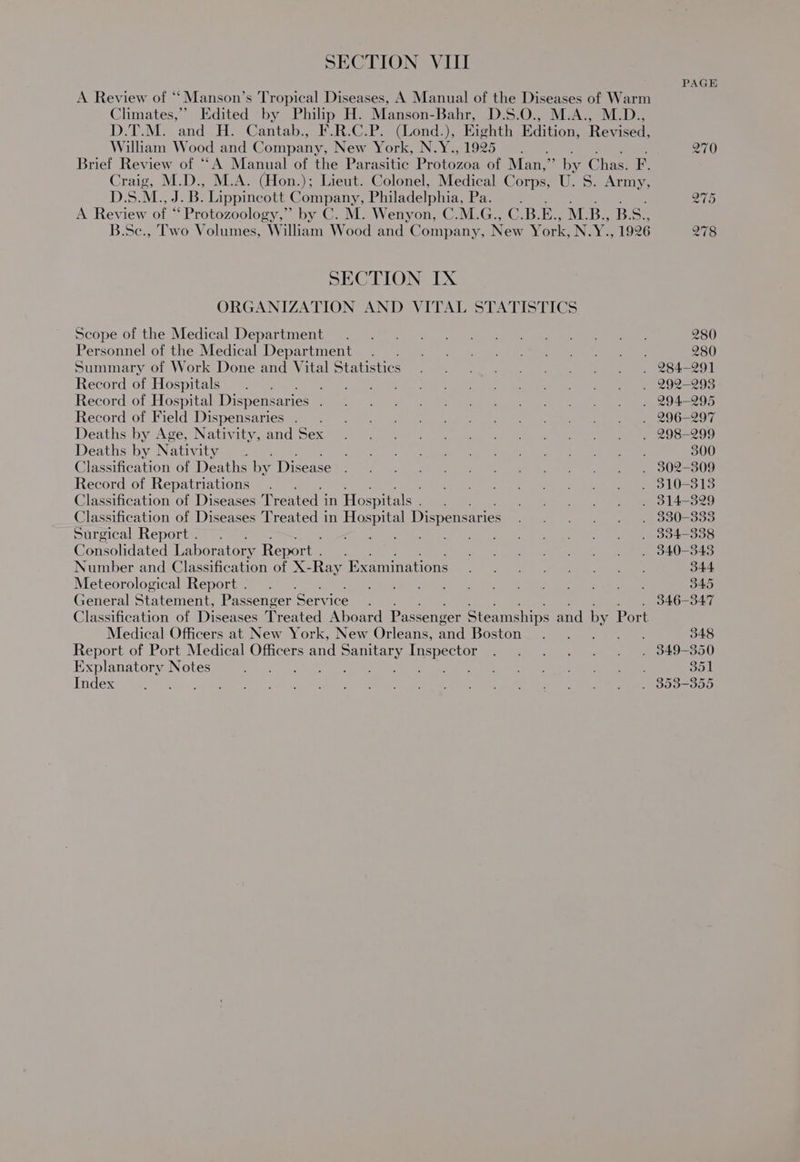 SECTION VIII
PAGE
A Review of “Manson’s Tropical Diseases, A Manual of the Diseases of Warm
Climates,” Edited by Philip H. Manson-Bahr, D.S.O., M.A., M.D.,
D.T.M. and H. Cantab., F.R.C.P. (Lond.), Eighth Edition, Revised,
William Wood and Company, New York, N.Y., 1925 . . . . . . 270
Brief Review of “A Manual of the Parasitic Protozoa of Man,” by Chas. F.
Craig, M.D., M.A. (Hon.); Lieut. Colonel, Medical Corps, U. S. Army,
D.S.M., J. B. Lippincott Company, Philadelphia, Pa. . . . . . . 275
A Review of “Protozoology,” by C. M. Wenyon, C.M.G., C.B.E., M.B., B.S.,
B.Sc., Two Volumes, William Wood and Company, New York, N.Y., 1926 278
SECTION IX
ORGANIZATION AND VITAL STATISTICS
Scope of the Medical Department . . . . . . 280
Personnel of the Medical Department . . . . . . 280
Summary of Work Done and Vital Statistics . . . . . . 284–291
Record of Hospitals . . . . . . 292–293
Record of Hospital Dispensaries . . . . . . 294–295
Record of Field Dispensaries . . . . . . 296–297
Deaths by Age, Nativity, and Sex . . . . . . 298–299
Deaths by Nativity . . . . . . 300
Classification of Deaths by Disease . . . . . . 302–309
Record of Repatriations . . . . . . 310–313
Classification of Diseases Treated in Hospitals . . . . . . 314–329
Classification of Diseases Treated in Hospital Dispensaries . . . . . . 330–333
Surgical Report . . . . . . 334–338
Consolidated Laboratory Report . . . . . . 340–343
Number and Classification of X-Ray Examinations . . . . . . 344
Meteorological Report . . . . . . 345
General Statement, Passenger Service . . . . . . 346–347
Classification of Diseases Treated Aboard Passenger Steamships and by Port
Medical Officers at New York, New Orleans, and Boston . . . . . 348
Report of Port Medical Officers and Sanitary Inspector . . . . . . 349–350
Explanatory Notes . . . . . . 351
Index . . . . . . 353–355